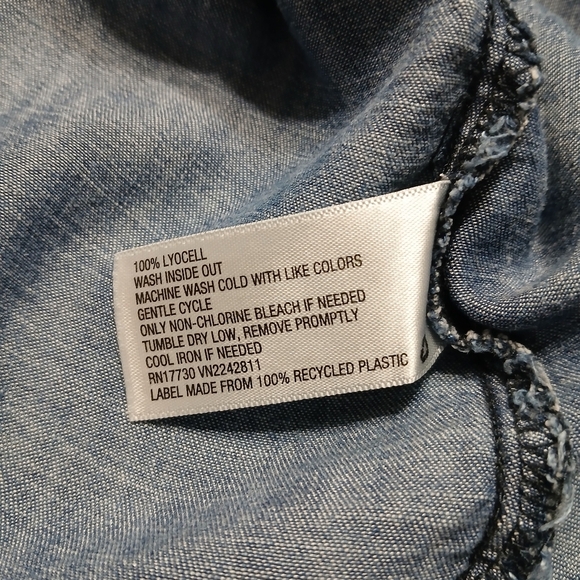 100% LYOCELL
WASH INSIDE OUT
MACHINE WASH COLD WITH LIKE COLORS
GENTLE CYCLE
ONLY NON-CHLORINE BLEACH IF NEEDED
TUMBLE DRY LOW, REMOVE PROMPTLY
COOL IRON IF NEEDED
RN17730 VN2242811
LABEL MADE FROM 100% RECYCLED PLASTIC